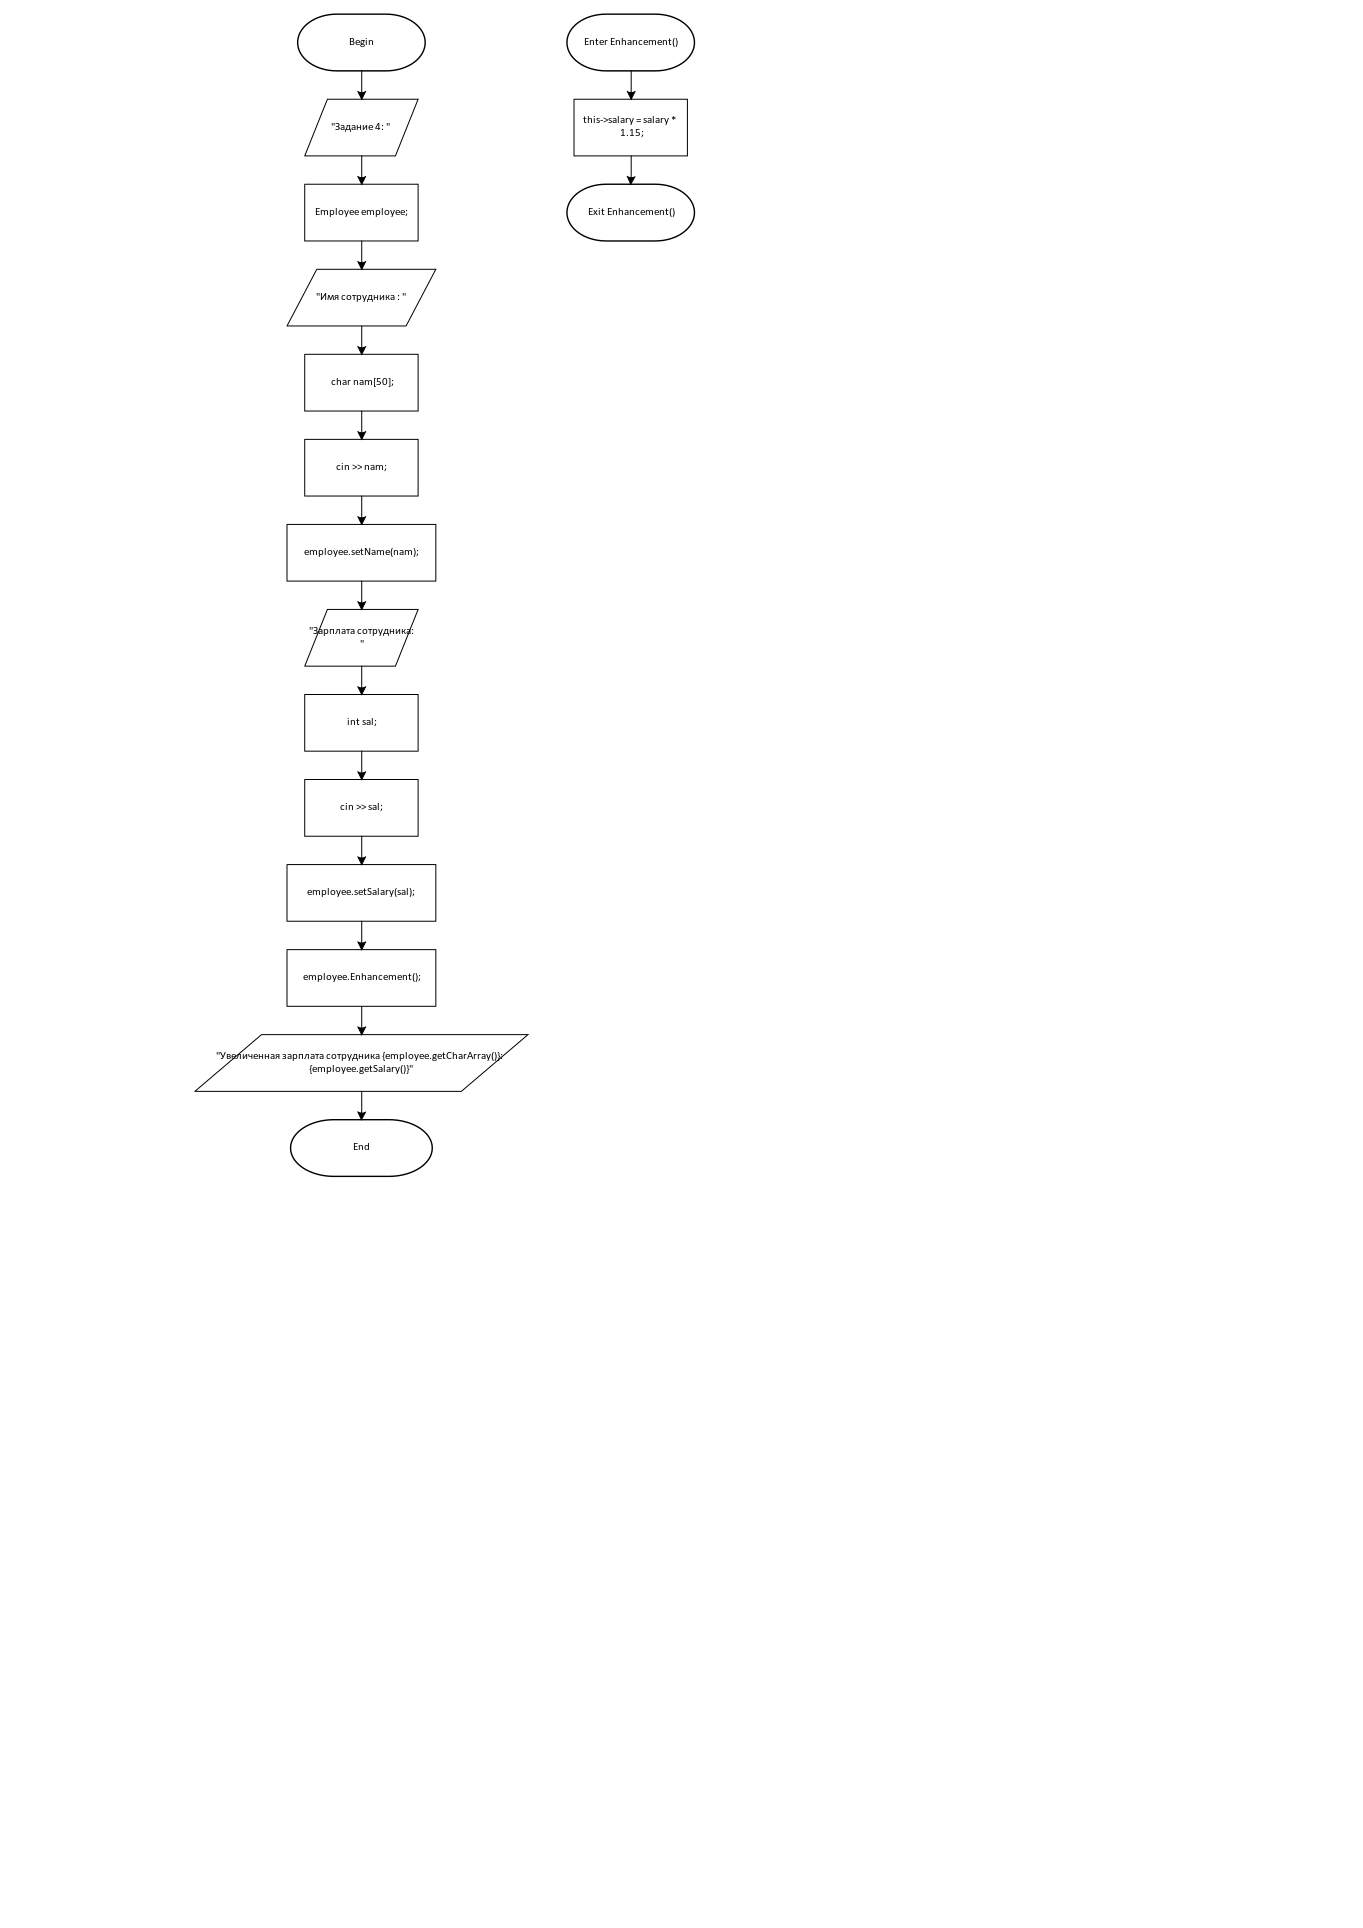 Begin
"Задание 4: "
Employee employee;
"Имя сотрудника : "
char nam[50];
cin >> nam;
employee.setName(nam);
"Зарплата сотрудника:
"
int sal;
cin >> sal;
employee.setSalary(sal);
employee.Enhancement();
"Увеличенная зарплата сотрудника {employee.getCharArray()}:
{employee.getSalary()}"
End
Enter Enhancement()
this->salary = salary *
1.15;
Exit Enhancement()